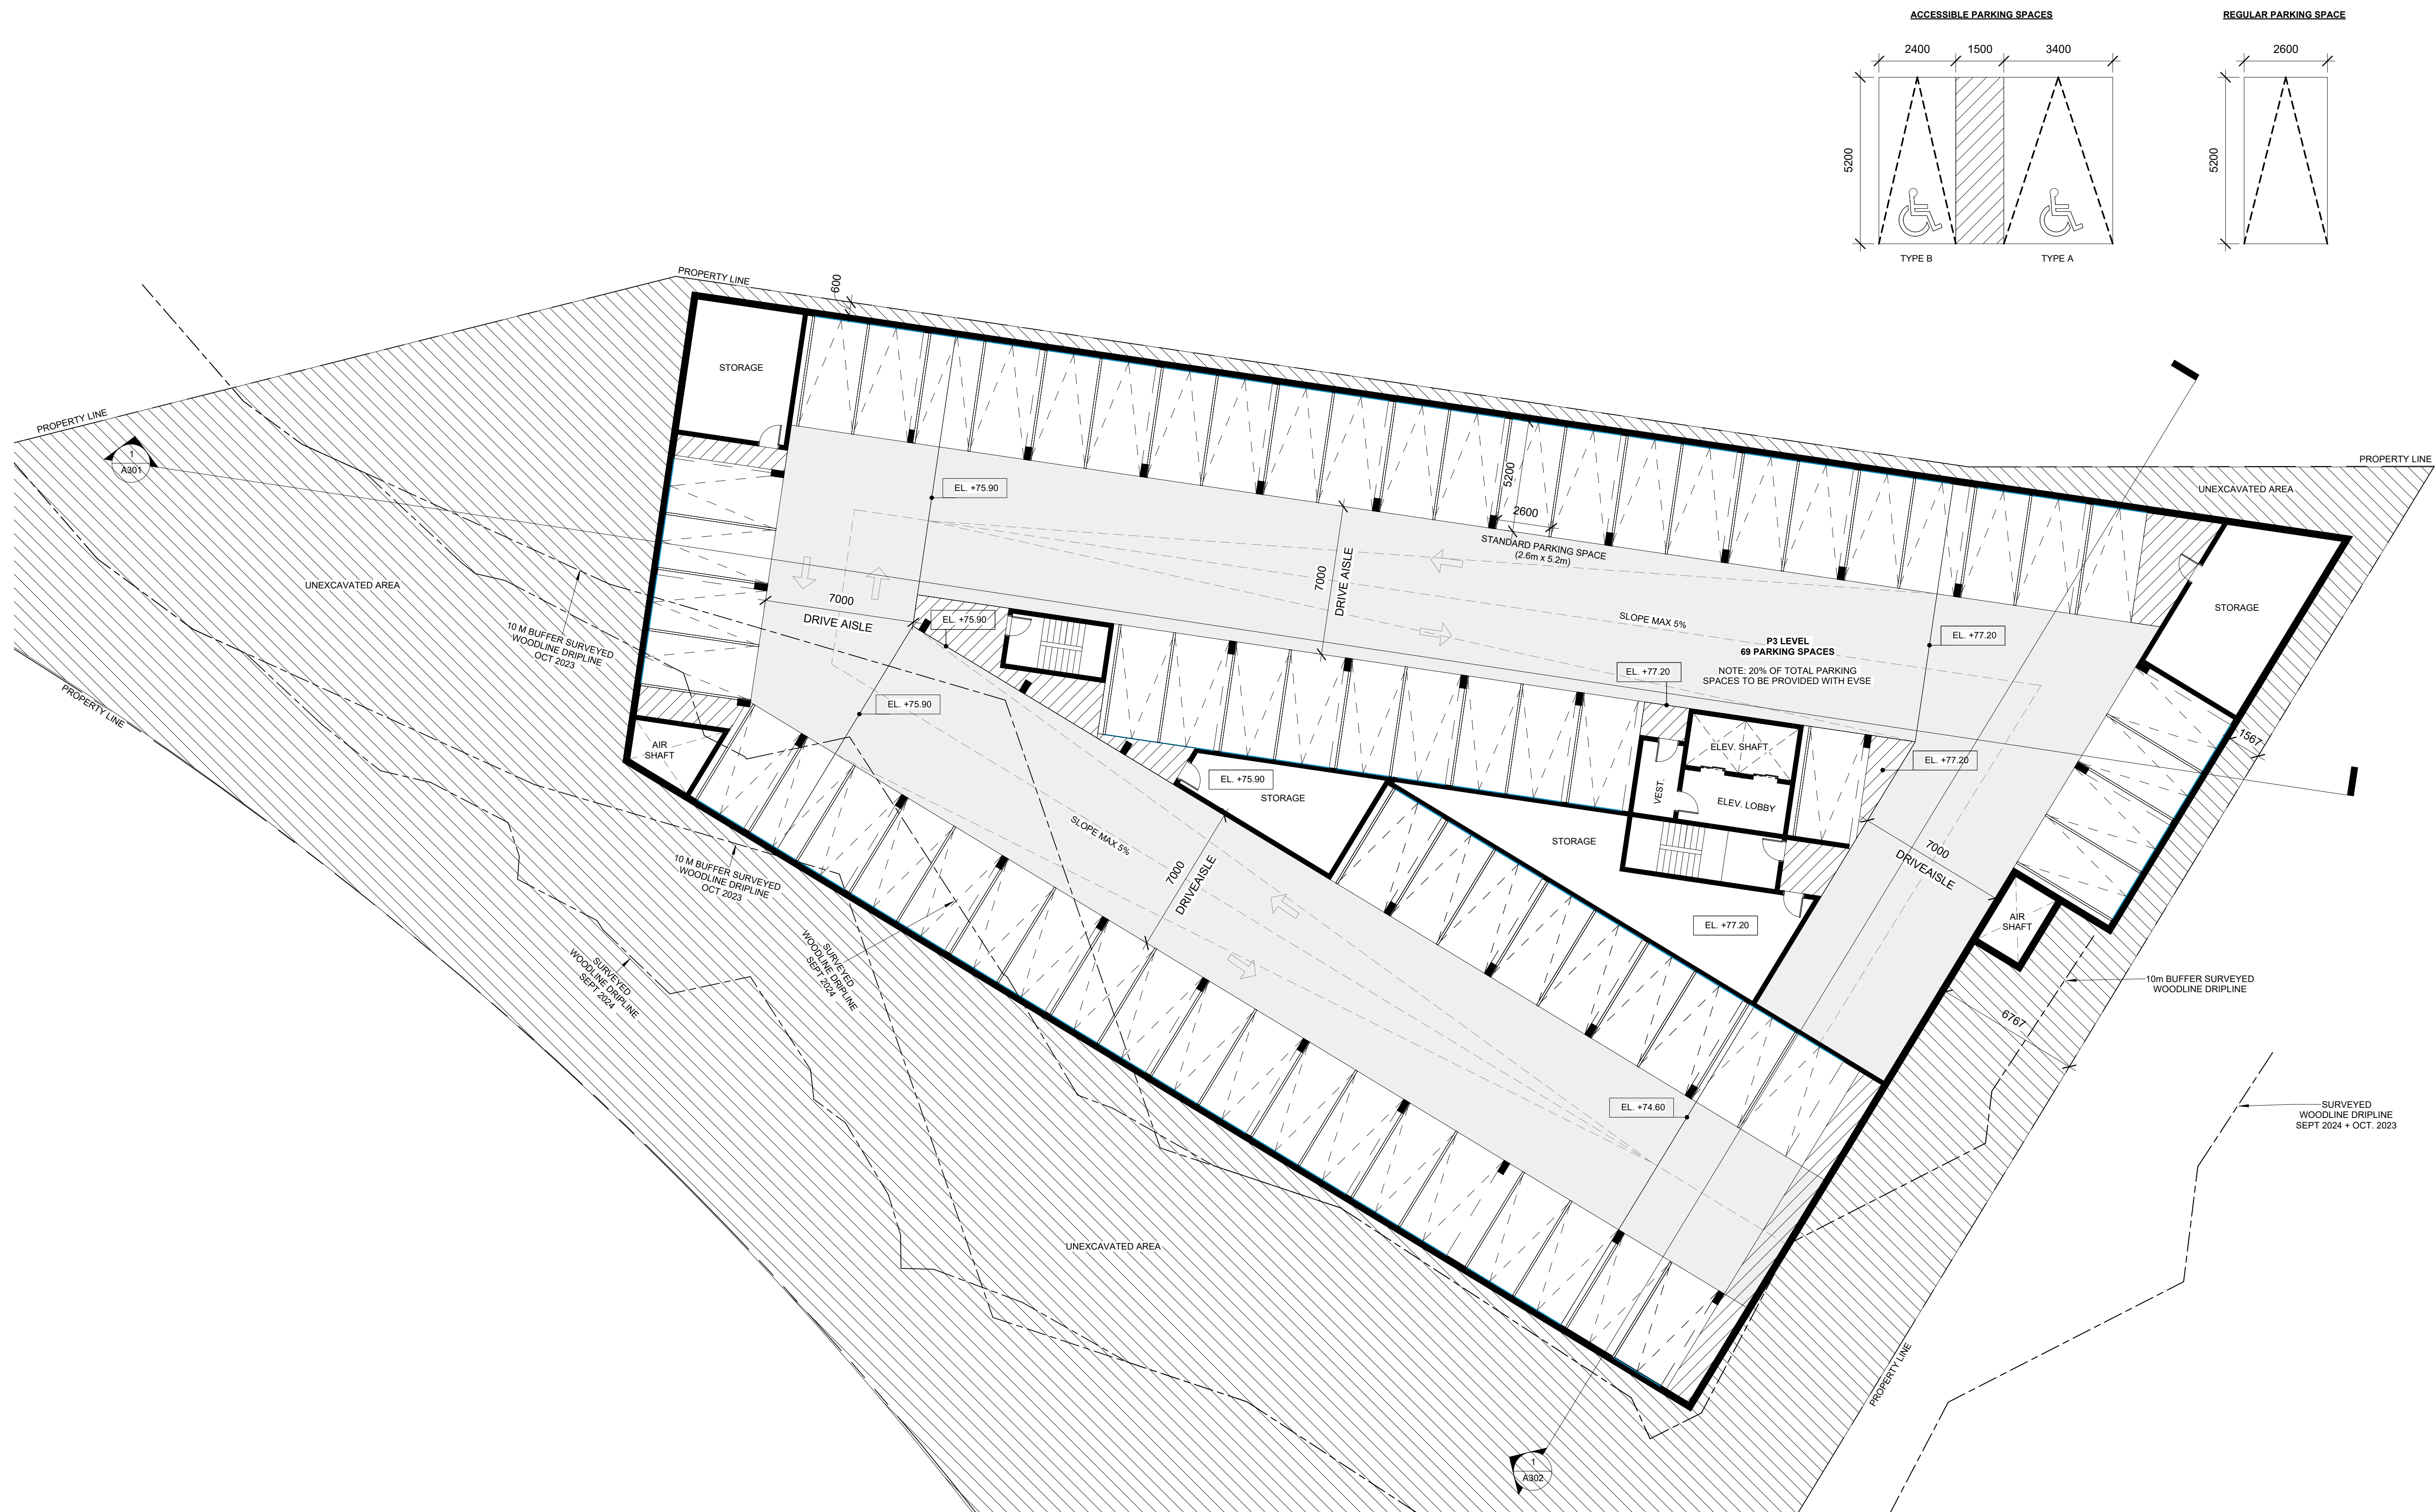 ACCESSIBLE PARKING SPACES
REGULAR PARKING SPACE
2400
1500
3400
2600
5200
5200
TYPE B
TYPE A
PROPERTY LINE
600
PROPERTY LINE
1
A301
STORAGE
PROPERTY LINE
UNEXCAVATED AREA
EL. +75.90
5200
2600
STANDARD PARKING SPACE
(2.6m x 5.2m)
7000
DRIVE AISLE
UNEXCAVATED AREA
7000
DRIVE AISLE
EL. +75.90
10 M BUFFER SURVEYED
WOODLINE DRIPLINE
OCT 2023
SLOPE MAX 5%
P3 LEVEL
69 PARKING SPACES
NOTE: 20% OF TOTAL PARKING
SPACES TO BE PROVIDED WITH EVSE
EL. +77.20
STORAGE
EL. +77.20
PROPERTY LINE
EL. +75.90
AIR
SHAFT
ELEV. SHAFT
EL. +77.20
1567
EL. +75.90
STORAGE
VEST.
ELEV. LOBBY
SLOPE MAX 5%
STORAGE
7000
DRIVEAISLE
7000
DRIVEAISLE
10 M BUFFER SURVEYED
WOODLINE DRIPLINE
OCT 2023
EL. +77.20
AIR
SHAFT
SURVEYED
WOODLINE DRIPLINE
SEPT 2024
SURVEYED
WOODLINE DRIPLINE
SEPT 2024
10m BUFFER SURVEYED
WOODLINE DRIPLINE
6767
EL. +74.60
SURVEYED
WOODLINE DRIPLINE
SEPT 2024 + OCT. 2023
UNEXCAVATED AREA
PROPERTY LINE
1
A302